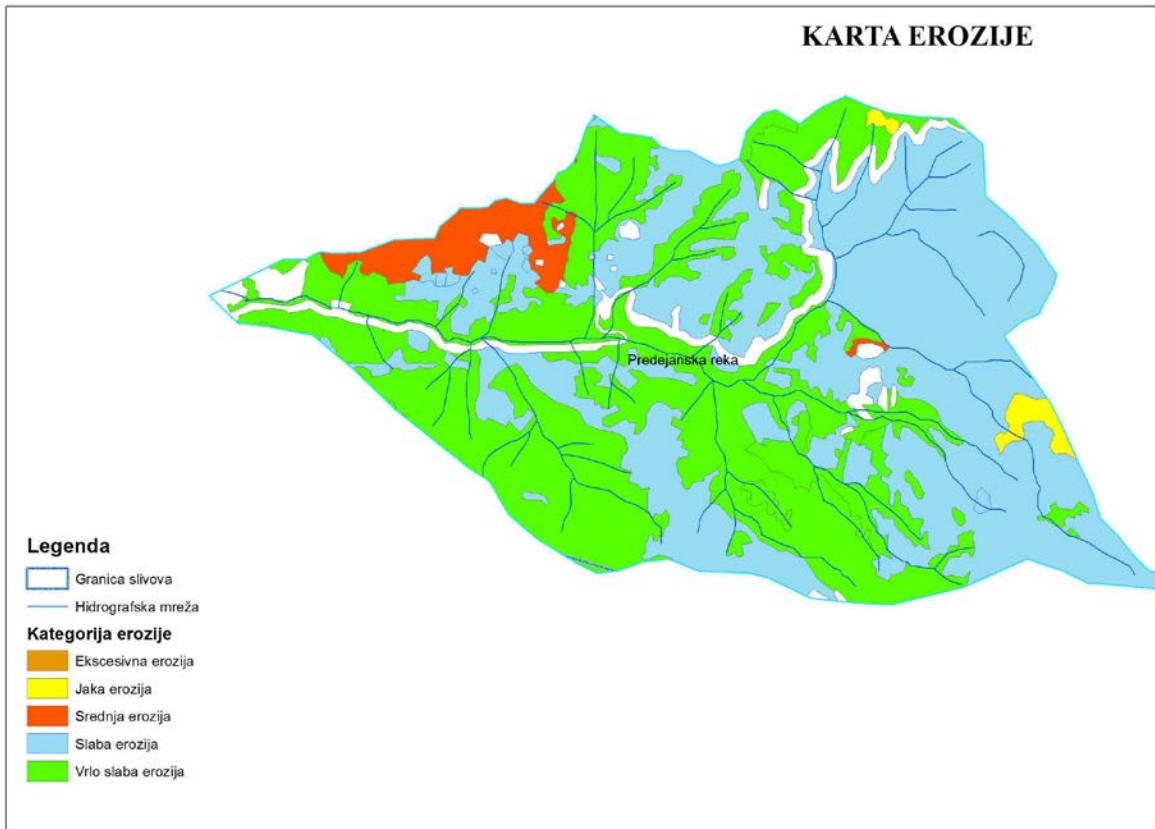 KARTA EROZIJE
Predejanska reka
Legenda
Granica slivova
Hidrografska mreža
Kategorija erozije
Ekscesivna erozija
Jaka erozija
Srednja erozija
Slaba erozija
Vrlo slaba erozija